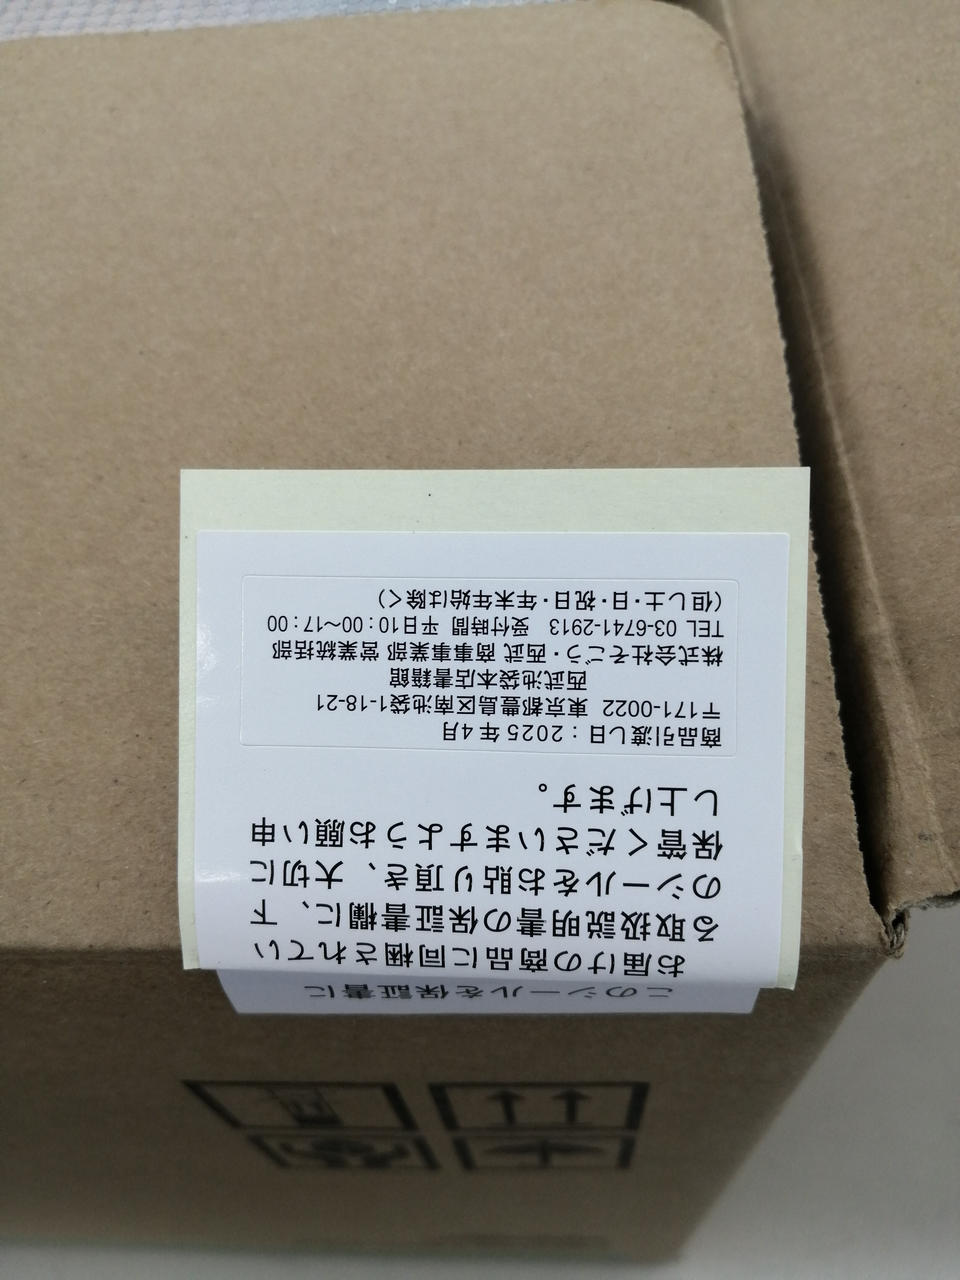 このシールを保証書に
お届けの商品に同梱されてい
る取扱説明書の保証書欄に、下
のシールをお貼り頂き、大切に
保管くださいますようお願い申
し上げます。
商品引渡し日：2025年4月
〒171-0022 東京都豊島区南池袋1-18-21
西武池袋本店書籍館
株式会社そごう・西武 商事事業部 営業統括部
TEL 03-6741-2913 受付時間 平日10：00～17：00
（但し土・日・祝日・年末年始は除く）